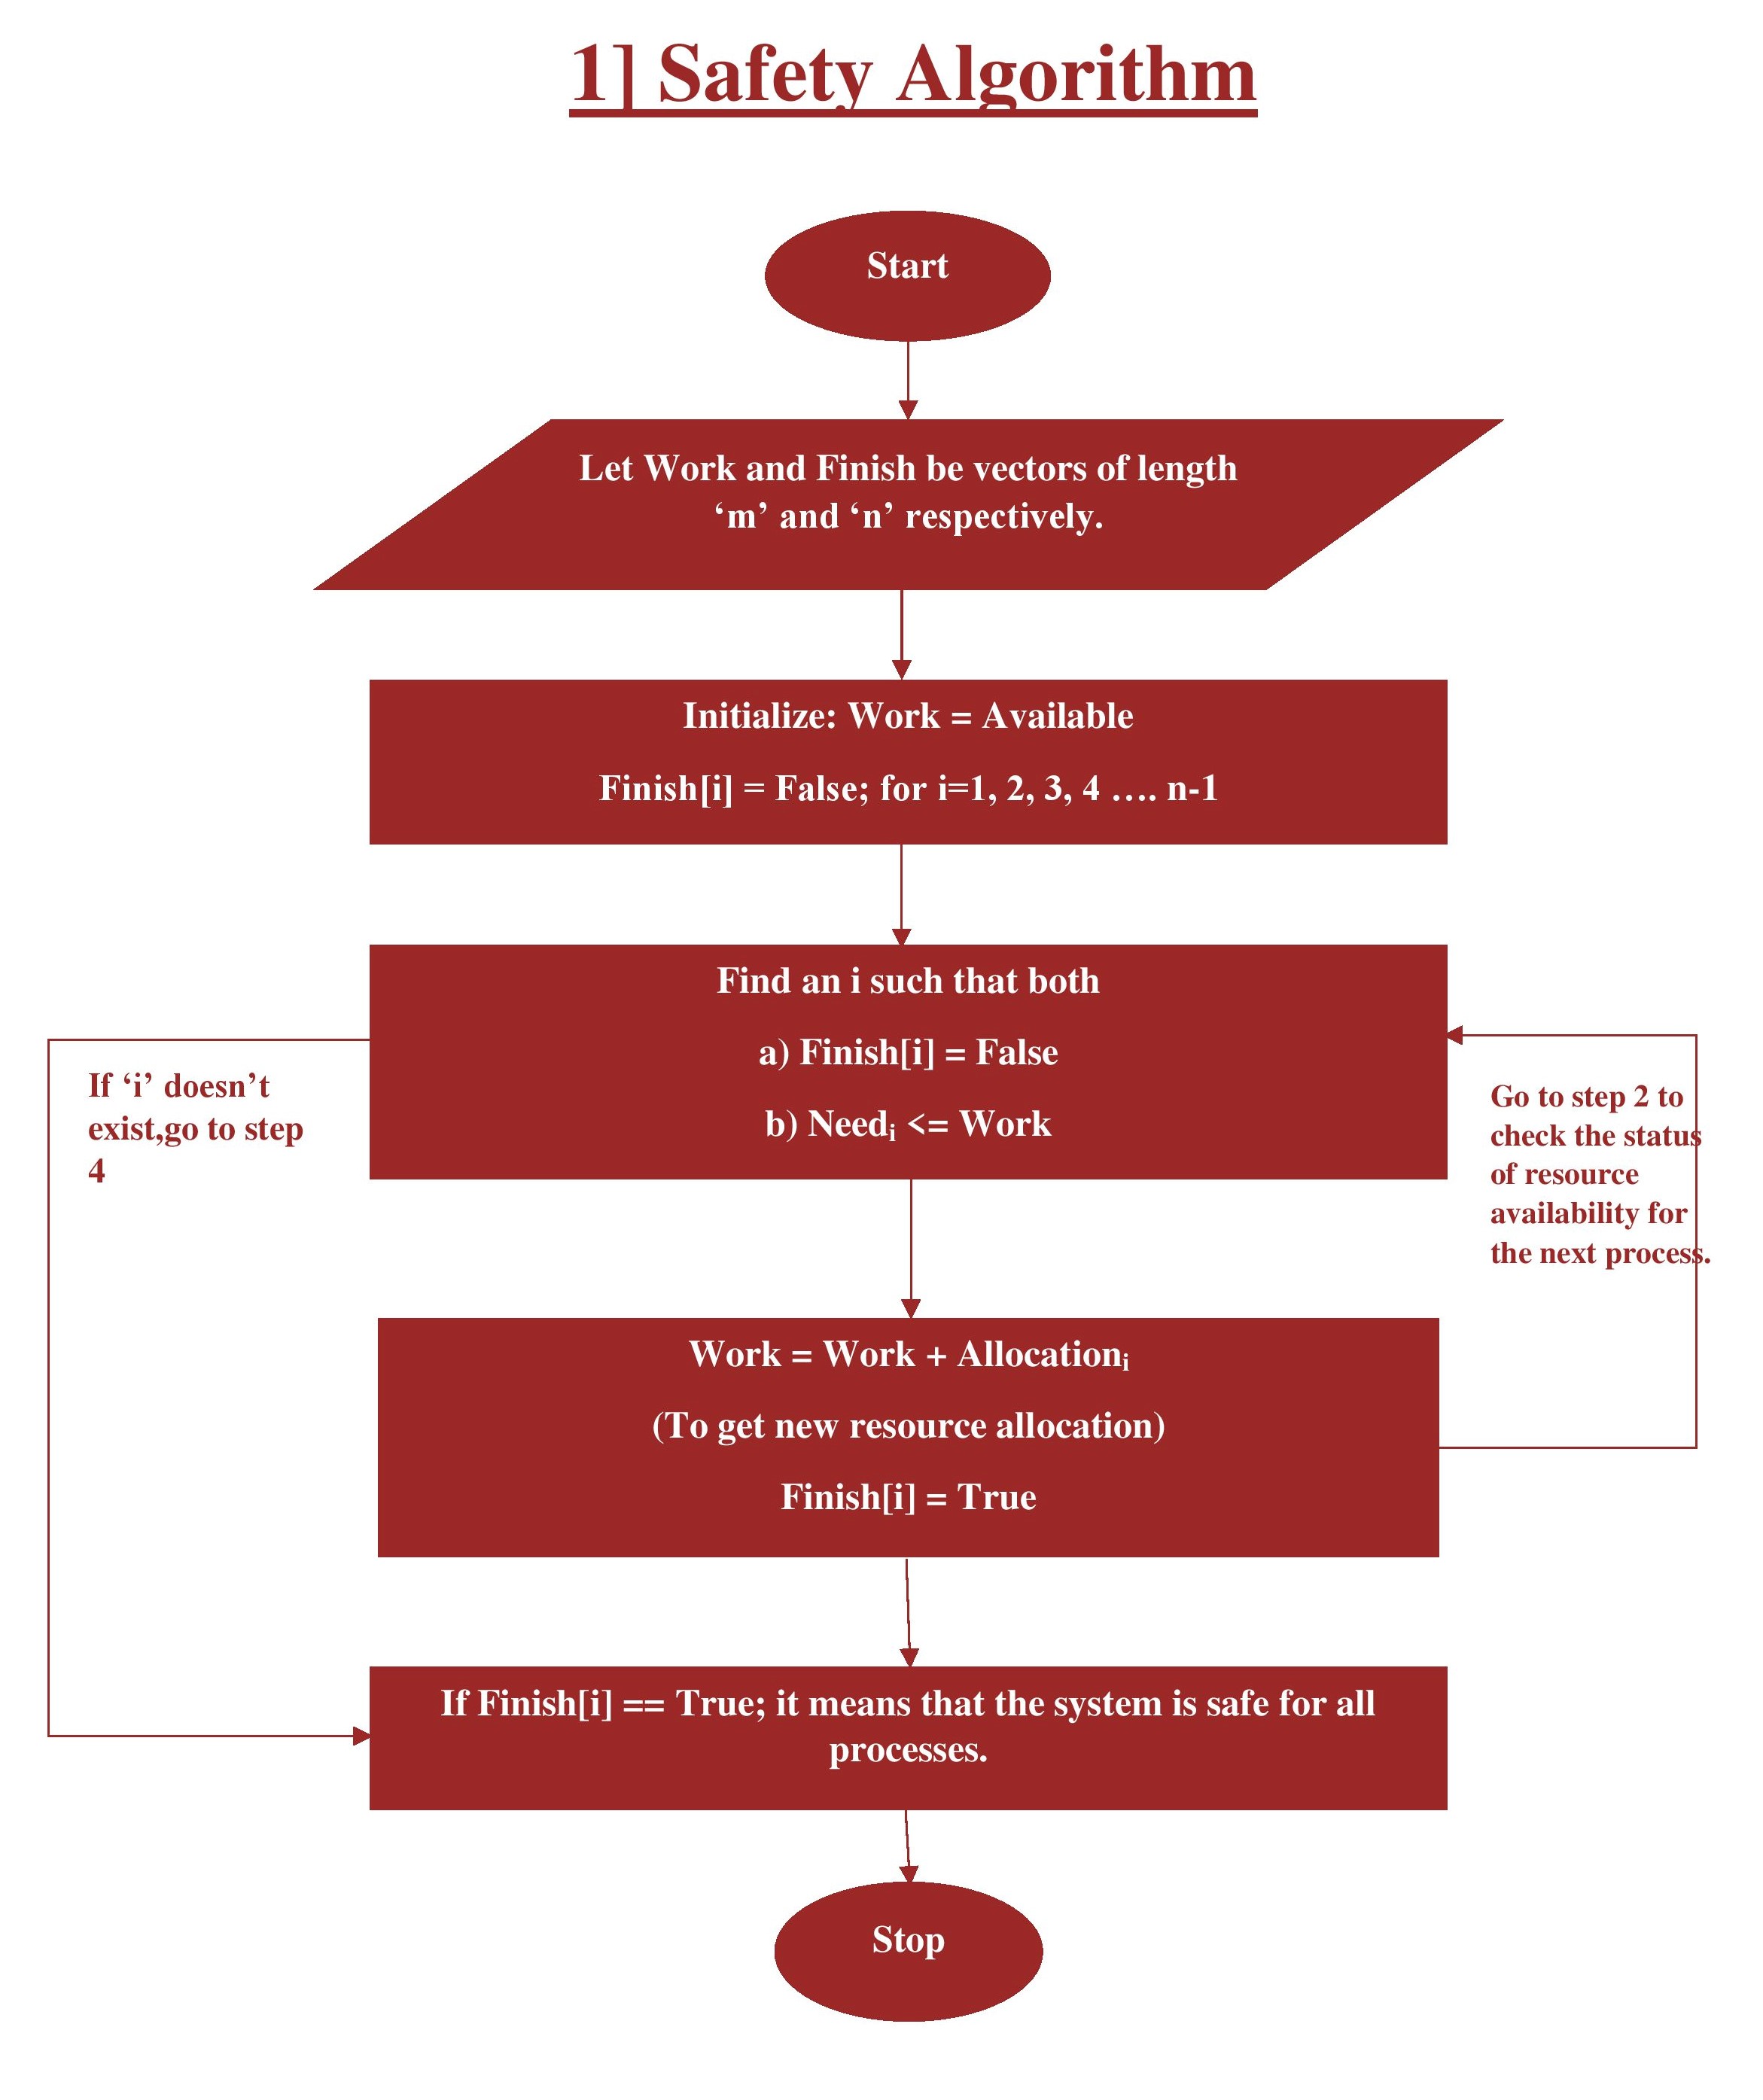 1] Safety Algorithm
Start
Let Work and Finish be vectors of length
‘m’ and ‘n’ respectively.
Initialize: Work = Available
Finish[i] = False; for i=1, 2, 3, 4 …. n-1
Find an i such that both
a) Finish[i] = False
b) Needᵢ <= Work
If ‘i’ doesn’t
exist,go to step
4
Go to step 2 to
check the status
of resource
availability for
the next process.
Work = Work + Allocationᵢ
(To get new resource allocation)
Finish[i] = True
If Finish[i] == True; it means that the system is safe for all
processes.
Stop